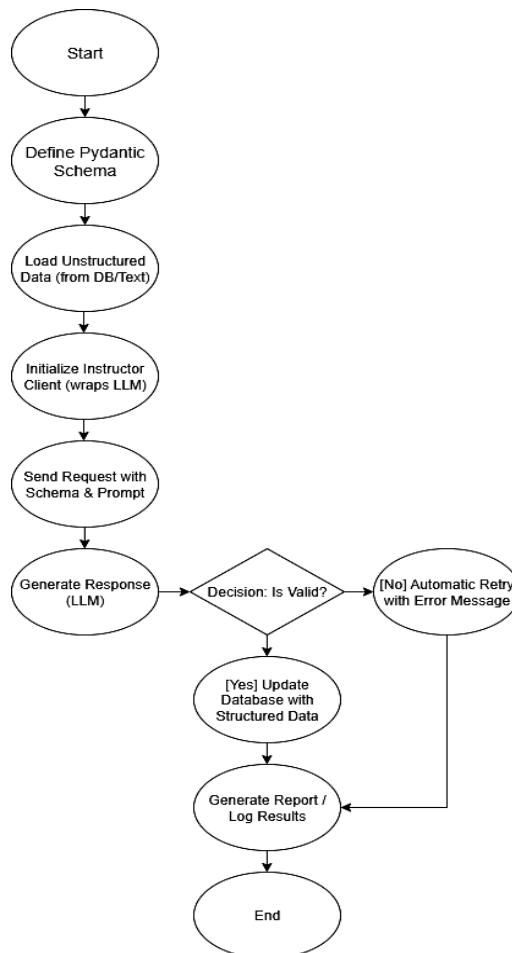 Start
Define Pydantic
Schema
Load Unstructured
Data (from DB/Text)
Initialize Instructor
Client (wraps LLM)
Send Request with
Schema & Prompt
Generate Response
(LLM)
Decision: Is Valid?
[No] Automatic Retry
with Error Message
[Yes] Update
Database with
Structured Data
Generate Report /
Log Results
End